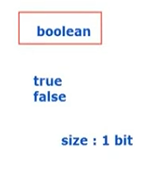 boolean
true
false
size : 1 bit